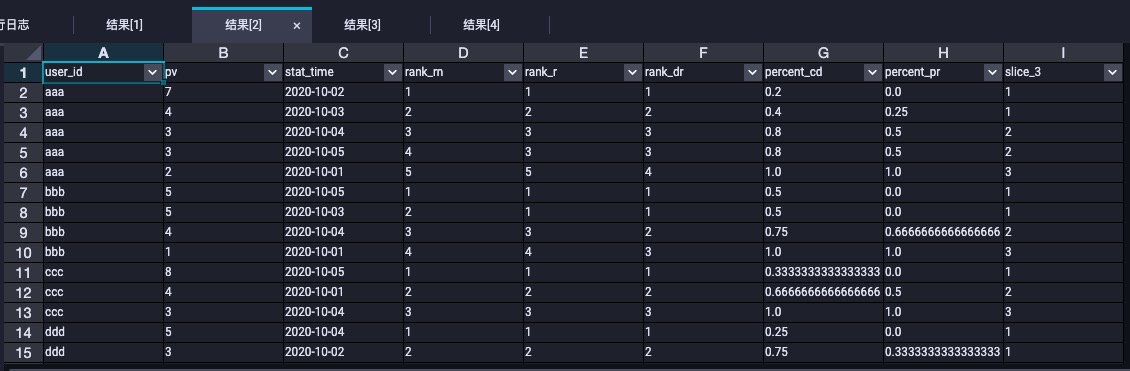 行日志 结果[1] 结果[2] × 结果[3] 结果[4]
A B C D E F G H I
1 user_id pv stat_time rank_rn rank_r rank_dr percent_cd percent_pr slice_3
2 aaa 7 2020-10-02 1 1 1 0.2 0.0 1
3 aaa 4 2020-10-03 2 2 2 0.4 0.25 1
4 aaa 3 2020-10-04 3 3 3 0.8 0.5 2
5 aaa 3 2020-10-05 4 3 3 0.8 0.5 2
6 aaa 2 2020-10-01 5 5 4 1.0 1.0 3
7 bbb 5 2020-10-05 1 1 1 0.5 0.0 1
8 bbb 5 2020-10-03 2 1 1 0.5 0.0 1
9 bbb 4 2020-10-04 3 3 2 0.75 0.6666666666666666 2
10 bbb 1 2020-10-01 4 4 3 1.0 1.0 3
11 ccc 8 2020-10-05 1 1 1 0.3333333333333333 0.0 1
12 ccc 4 2020-10-01 2 2 2 0.6666666666666666 0.5 2
13 ccc 3 2020-10-04 3 3 3 1.0 1.0 3
14 ddd 5 2020-10-04 1 1 1 0.25 0.0 1
15 ddd 3 2020-10-02 2 2 2 0.75 0.3333333333333333 1